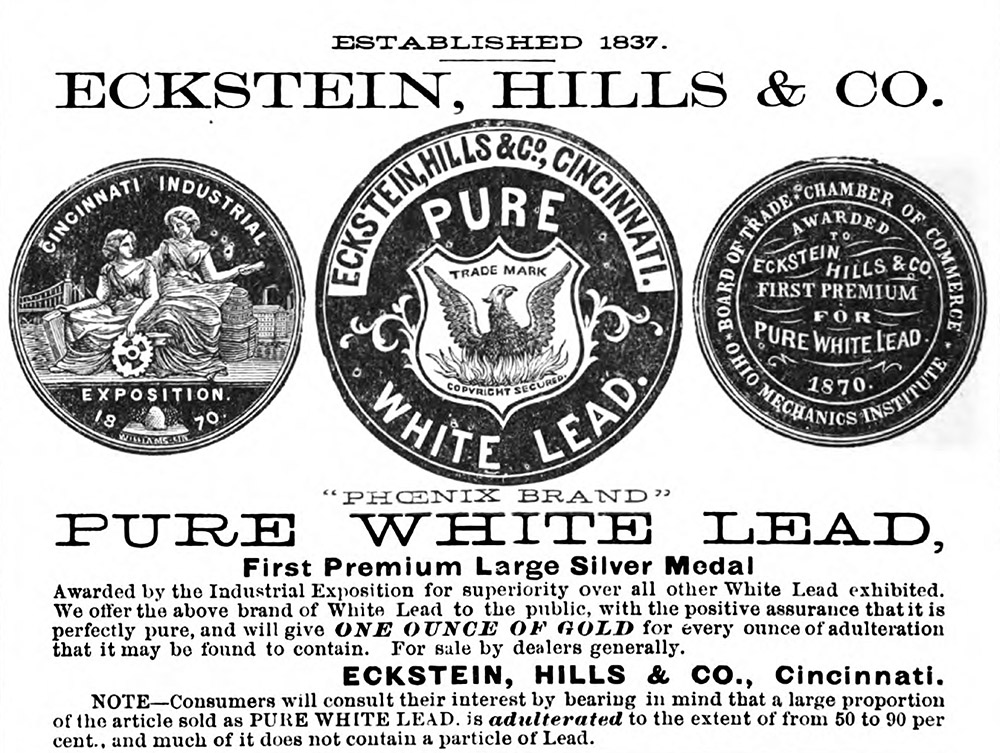 ESTABLISHED 1837.
ECKSTEIN, HILLS & CO.
CINCINNATI INDUSTRIAL
EXPOSITION.
1870.
WILLIAMS
ECKSTEIN, HILLS & CO., CINCINNATI.
PURE
TRADE MARK
COPYRIGHT SECURED.
WHITE LEAD.
BOARD OF TRADE * CHAMBER OF COMMERCE * OHIO MECHANICS INSTITUTE *
AWARDED
TO
ECKSTEIN
HILLS & CO
FIRST PREMIUM
FOR
PURE WHITE LEAD.
1870.
"PHŒNIX BRAND"
PURE WHITE LEAD,
First Premium Large Silver Medal
Awarded by the Industrial Exposition for superiority over all other White Lead exhibited.
We offer the above brand of White Lead to the public, with the positive assurance that it is
perfectly pure, and will give ONE OUNCE OF GOLD for every ounce of adulteration
that it may be found to contain. For sale by dealers generally.
ECKSTEIN, HILLS & CO., Cincinnati.
NOTE—Consumers will consult their interest by bearing in mind that a large proportion
of the article sold as PURE WHITE LEAD. is adulterated to the extent of from 50 to 90 per
cent., and much of it does not contain a particle of Lead.